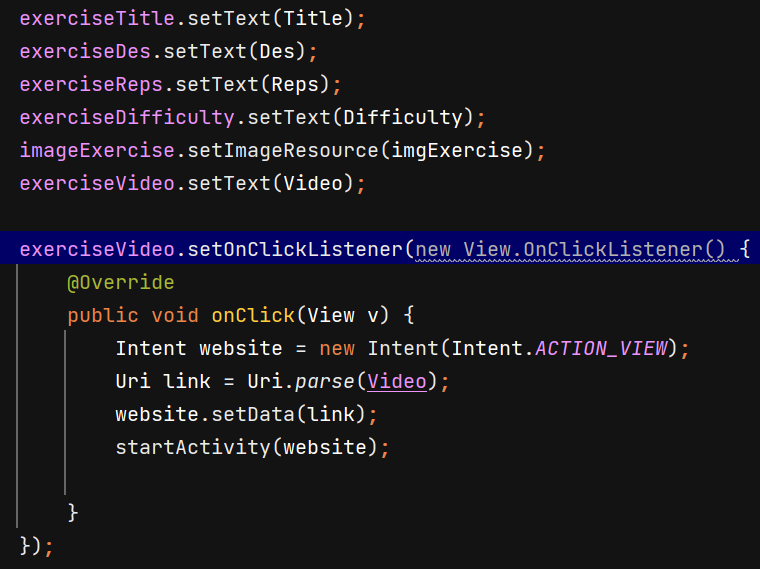 exerciseTitle.setText(Title);
exerciseDes.setText(Des);
exerciseReps.setText(Reps);
exerciseDifficulty.setText(Difficulty);
imageExercise.setImageResource(imgExercise);
exerciseVideo.setText(Video);
exerciseVideo.setOnClickListener(new View.OnClickListener() {
@Override
public void onClick(View v) {
Intent website = new Intent(Intent.ACTION_VIEW);
Uri link = Uri.parse(Video);
website.setData(link);
startActivity(website);
}
});